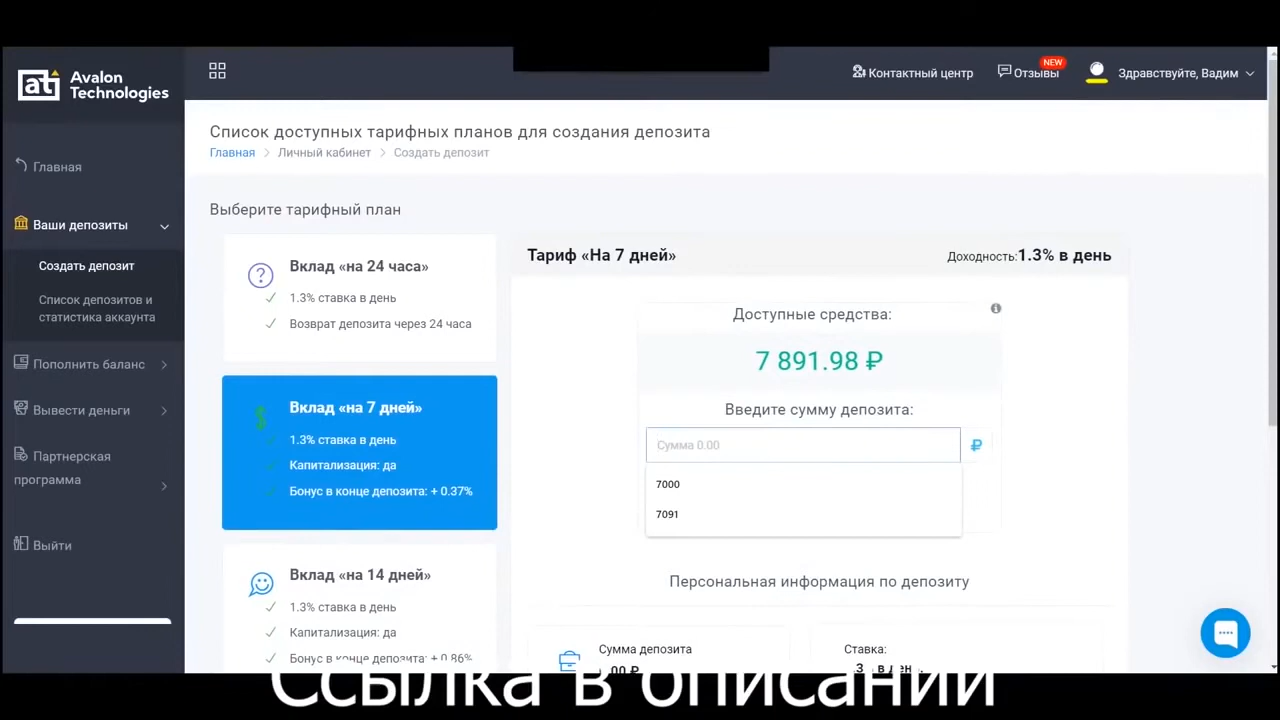 Avalon
Technologies
Контактный центр
Отзывы
NEW
Здравствуйте, Вадим
Список доступных тарифных планов для создания депозита
Главная
Личный кабинет
Создать депозит
Главная
Ваши депозиты
Создать депозит
Список депозитов и
статистика аккаунта
Пополнить баланс
Вывести деньги
Партнерская
программа
Выйти
Выберите тарифный план
Вклад «на 24 часа»
1.3% ставка в день
Возврат депозита через 24 часа
Вклад «на 7 дней»
1.3% ставка в день
Капитализация: да
Бонус в конце депозита: + 0.37%
Вклад «на 14 дней»
1.3% ставка в день
Капитализация: да
Бонус в конце депозита: + 0.86%
Тариф «На 7 дней»
Доходность:1.3% в день
Доступные средства:
7 891.98 ₽
Введите сумму депозита:
Сумма 0.00
₽
7000
7091
Персональная информация по депозиту
Сумма депозита
Ставка:
Ссылка в описании